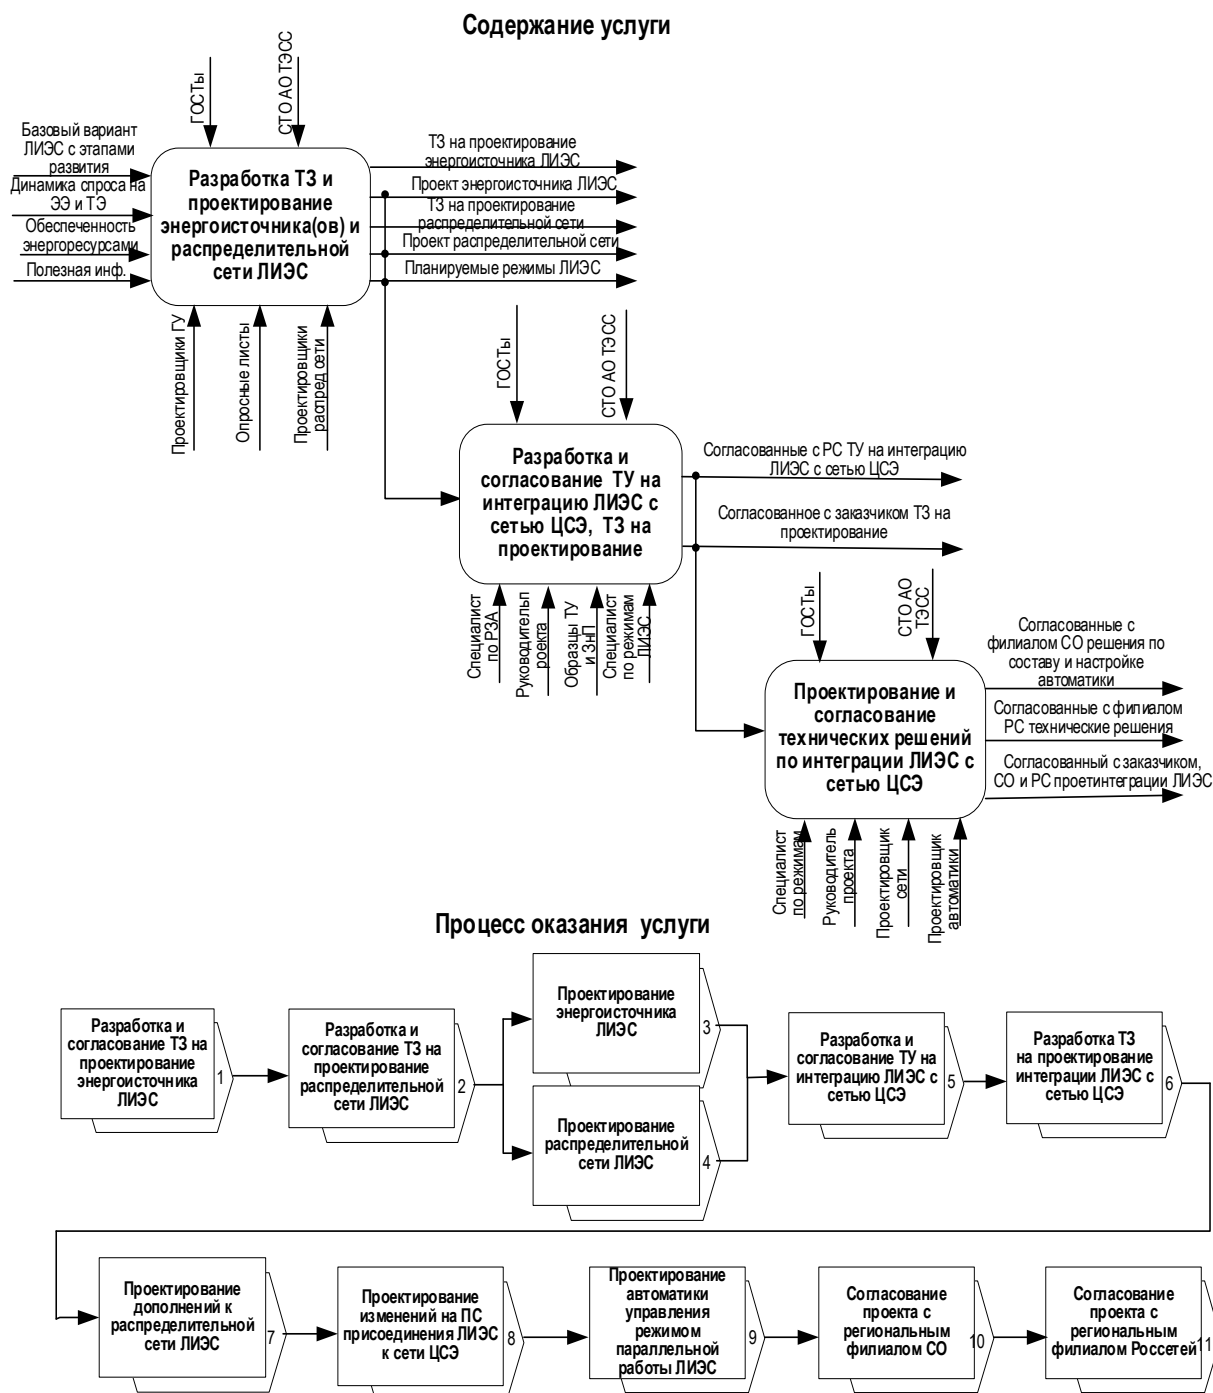 Содержание услуги
ГОСТы
СТО АО ТЭСС
Базовый вариант
ЛИЭС с этапами
развития
Динамика спроса на
ЭЭ и ТЭ
Обеспеченность
энергоресурсами
Полезная инф.
Разработка ТЗ и
проектирование
энергоисточника(ов) и
распределительной
сети ЛИЭС
ТЗ на проектирование
энергоисточника ЛИЭС
Проект энергоисточника ЛИЭС
ТЗ на проектирование
распределительной сети
Проект распределительной сети
Планируемые режимы ЛИЭС
Проектировщики ГУ
Опросные листы
Проектировщики
распред сети
ГОСТы
СТО АО ТЭСС
Разработка и
согласование ТУ на
интеграцию ЛИЭС с
сетью ЦСЭ, ТЗ на
проектирование
Согласованные с РС ТУ на интеграцию
ЛИЭС с сетью ЦСЭ
Согласованное с заказчиком ТЗ на
проектирование
Специалист
по РЗА
Руководительп
роекта
Образцы ТУ
и ЗнП
Специалист
по режимам
ЛИЭС
ГОСТы
СТО АО
ТЭСС
Проектирование и
согласование
технических решений
по интеграции ЛИЭС с
сетью ЦСЭ
Согласованные с
филиалом СО решения по
составу и настройке
автоматики
Согласованные с филиалом
РС технические решения
Согласованный с заказчиком,
СО и РС проетинтеграции ЛИЭС
Специалист
по режимам
Руководитель
проекта
Проектировщик
сети
Проектировщик
автоматики
Процесс оказания услуги
Разработка и
согласование ТЗ на
проектирование
энергоисточника
ЛИЭС
1
Разработка и
согласование ТЗ на
проектирование
распределительной
сети ЛИЭС
2
Проектирование
энергоисточника
ЛИЭС
3
Проектирование
распределительной
сети ЛИЭС
4
Разработка и
согласование ТУ на
интеграцию ЛИЭС с
сетью ЦСЭ
5
Разработка ТЗ
на проектирование
интеграции ЛИЭС с
сетью ЦСЭ
6
Проектирование
дополнений к
распределительной
сети ЛИЭС
7
Проектирование
изменений на ПС
присоединения ЛИЭС
к сети ЦСЭ
8
Проектирование
автоматики
управления
режимом
параллельной
работы ЛИЭС
9
Согласование
проекта с
региональным
филиалом СО
10
Согласование
проекта с
региональным
филиалом Россетей
11